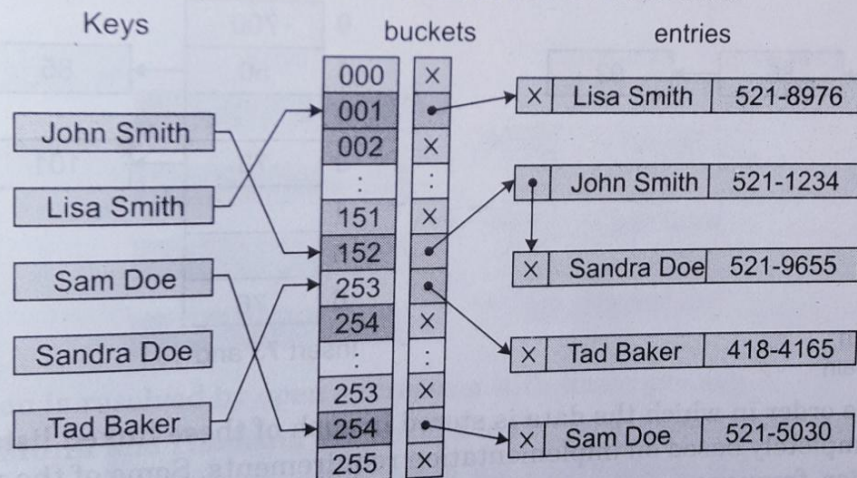 Keys
buckets
entries
John Smith
Lisa Smith
Sam Doe
Sandra Doe
Tad Baker
000 X
001
002 X
:
:
151 X
152
253
254 X
:
:
253 X
254
255 X
X Lisa Smith 521-8976
John Smith 521-1234
X Sandra Doe 521-9655
X Tad Baker 418-4165
X Sam Doe 521-5030